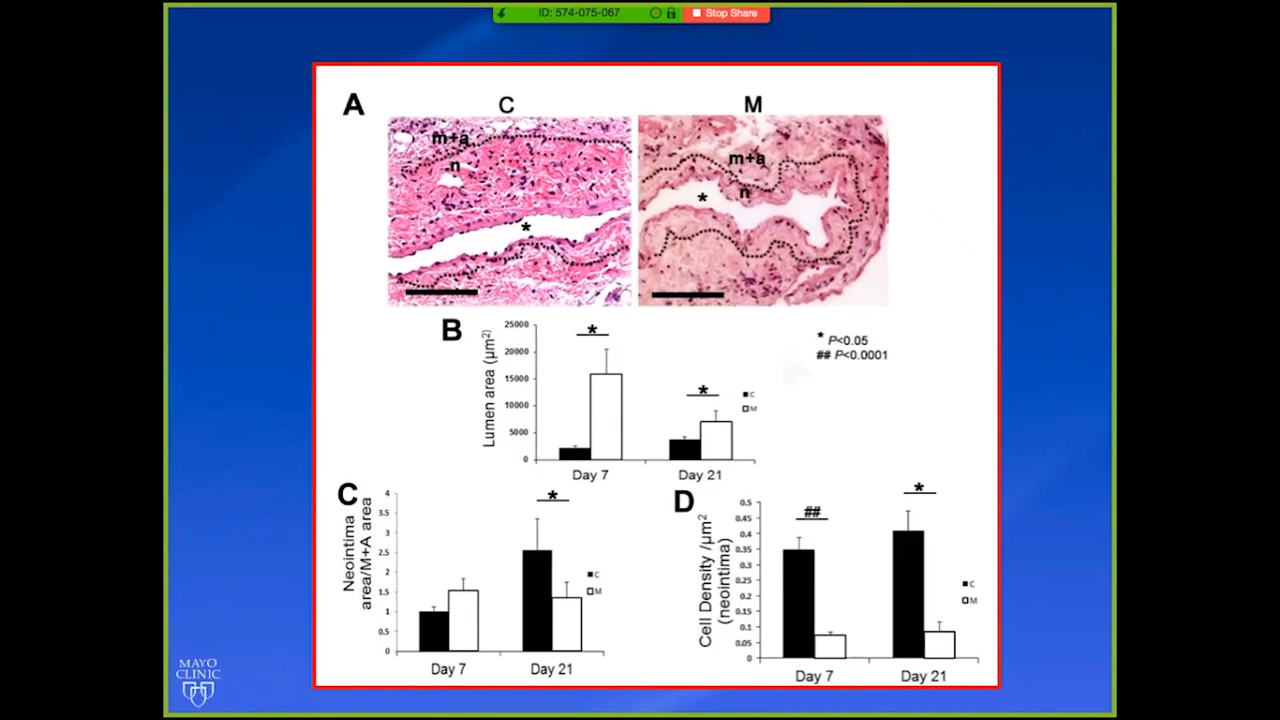 ID: 574-075-067
Stop Share
A
C
M
m+a
n
*
m+a
n
*
B
Lumen area (µm²)
25000
20000
15000
10000
5000
0
*
*
Day 7
Day 21
C
M
* P<0.05
## P<0.0001
C
Neointima
area/M+A area
4
3.5
3
2.5
2
1.5
1
0.5
0
*
Day 7
Day 21
C
M
D
Cell Density /µm²
(neointima)
0.5
0.45
0.4
0.35
0.3
0.25
0.2
0.15
0.1
0.05
0
##
*
Day 7
Day 21
C
M
MAYO
CLINIC